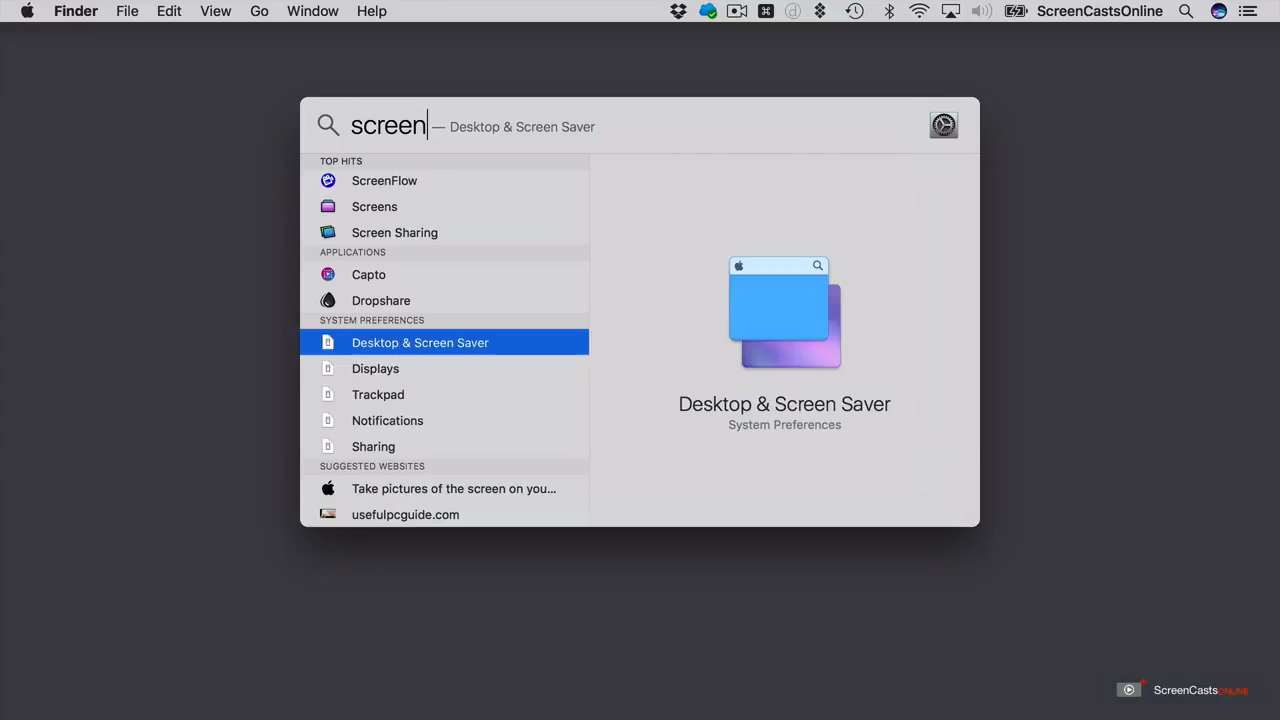 Finder File Edit View Go Window Help ScreenCastsOnline
screen — Desktop & Screen Saver
TOP HITS
ScreenFlow
Screens
Screen Sharing
APPLICATIONS
Capto
Dropshare
SYSTEM PREFERENCES
Desktop & Screen Saver
Displays
Trackpad
Notifications
Sharing
SUGGESTED WEBSITES
Take pictures of the screen on you...
usefulpcguide.com
Desktop & Screen Saver
System Preferences
ScreenCastsONLINE